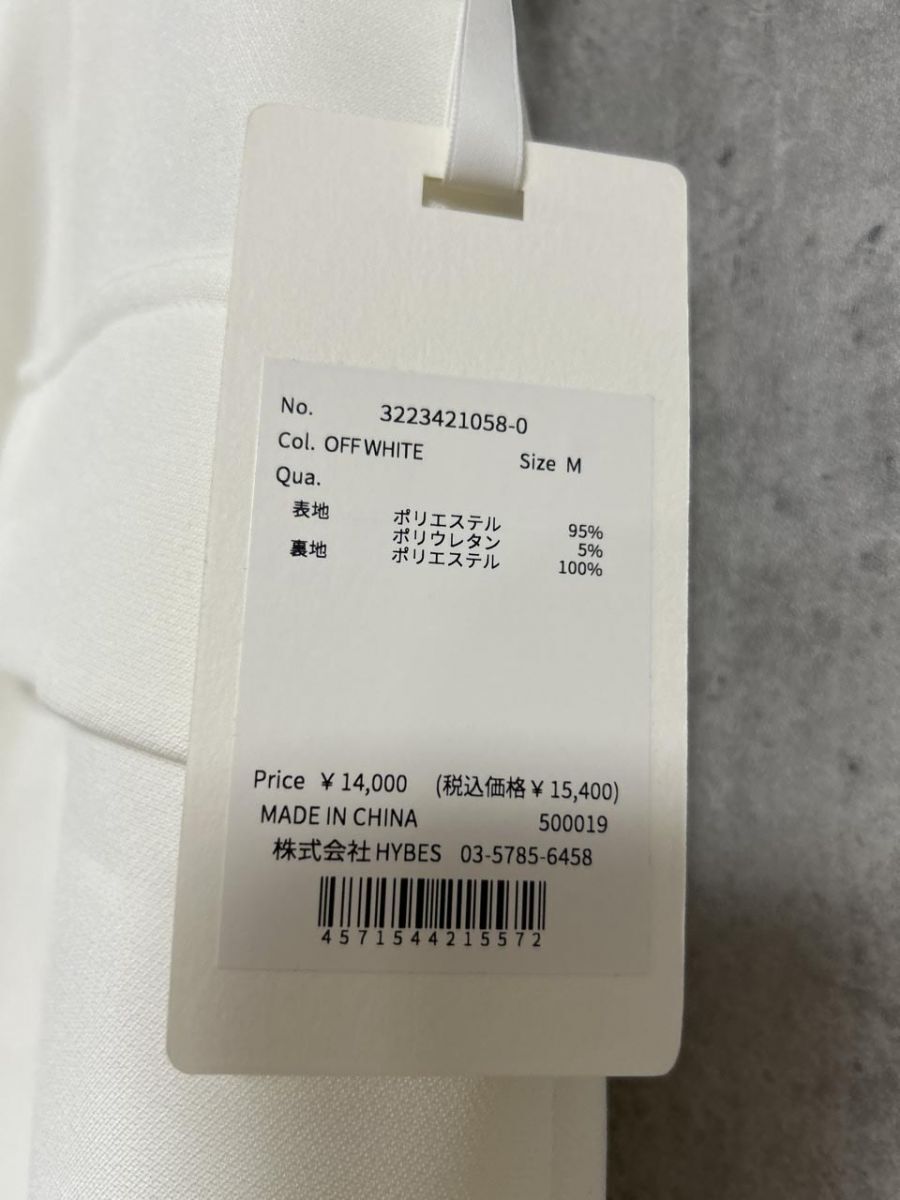 No. 3223421058-0
Col. OFFWHITE Size M
Qua.
表地 ポリエステル 95%
ポリウレタン 5%
裏地 ポリエステル 100%
Price ¥14,000 (税込価格¥15,400)
MADE IN CHINA 500019
株式会社HYBES 03-5785-6458
4571544215572